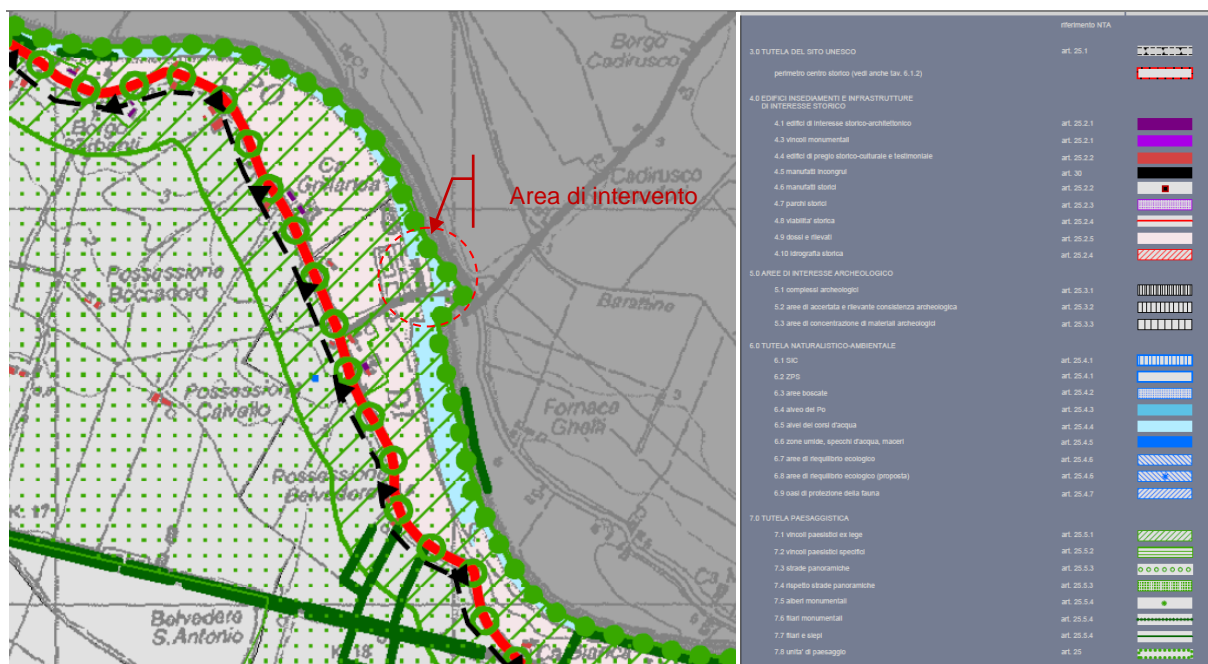 Borgo
Cadirusco
PO
Borgo
Barbanti
Ca
Cadirusco
Area di intervento
Possessione
Boccadoro
Possessione
Calvello
Fornace
Ghelli
Possessione
Belvedere
K. 17
Belvedere
S. Antonio
K. 18
Ca Bianca
riferimento NTA
3.0 TUTELA DEL SITO UNESCO art. 25.1
perimetro centro storico (vedi anche tav. 6.1.2)
4.0 EDIFICI INSEDIAMENTI E INFRASTRUTTURE
DI INTERESSE STORICO
4.1 edifici di interesse storico-architettonico art. 25.2.1
4.3 vincoli monumentali art. 25.2.1
4.4 edifici di pregio storico-culturale e testimoniale art. 25.2.2
4.5 manufatti incongrui art. 30
4.6 manufatti storici art. 25.2.2
4.7 parchi storici art. 25.2.3
4.8 viabilita' storica art. 25.2.4
4.9 dossi e rilevati art. 25.2.5
4.10 idrografia storica art. 25.2.4
5.0 AREE DI INTERESSE ARCHEOLOGICO
5.1 complessi archeologici art. 25.3.1
5.2 aree di accertata e rilevante consistenza archeologica art. 25.3.2
5.3 aree di concentrazione di materiali archeologici art. 25.3.3
6.0 TUTELA NATURALISTICO-AMBIENTALE
6.1 SIC art. 25.4.1
6.2 ZPS art. 25.4.1
6.3 aree boscate art. 25.4.2
6.4 alveo del Po art. 25.4.3
6.5 alvei dei corsi d'acqua art. 25.4.4
6.6 zone umide, specchi d'acqua, maceri art. 25.4.5
6.7 aree di riequilibrio ecologico art. 25.4.6
6.8 aree di riequilibrio ecologico (proposta) art. 25.4.6
6.9 oasi di protezione della fauna art. 25.4.7
7.0 TUTELA PAESAGGISTICA
7.1 vincoli paesistici ex lege art. 25.5.1
7.2 vincoli paesistici specifici art. 25.5.2
7.3 strade panoramiche art. 25.5.3
7.4 rispetto strade panoramiche art. 25.5.3
7.5 alberi monumentali art. 25.5.4
7.6 filari monumentali art. 25.5.4
7.7 filari e siepi art. 25.5.4
7.8 unita' di paesaggio art. 25